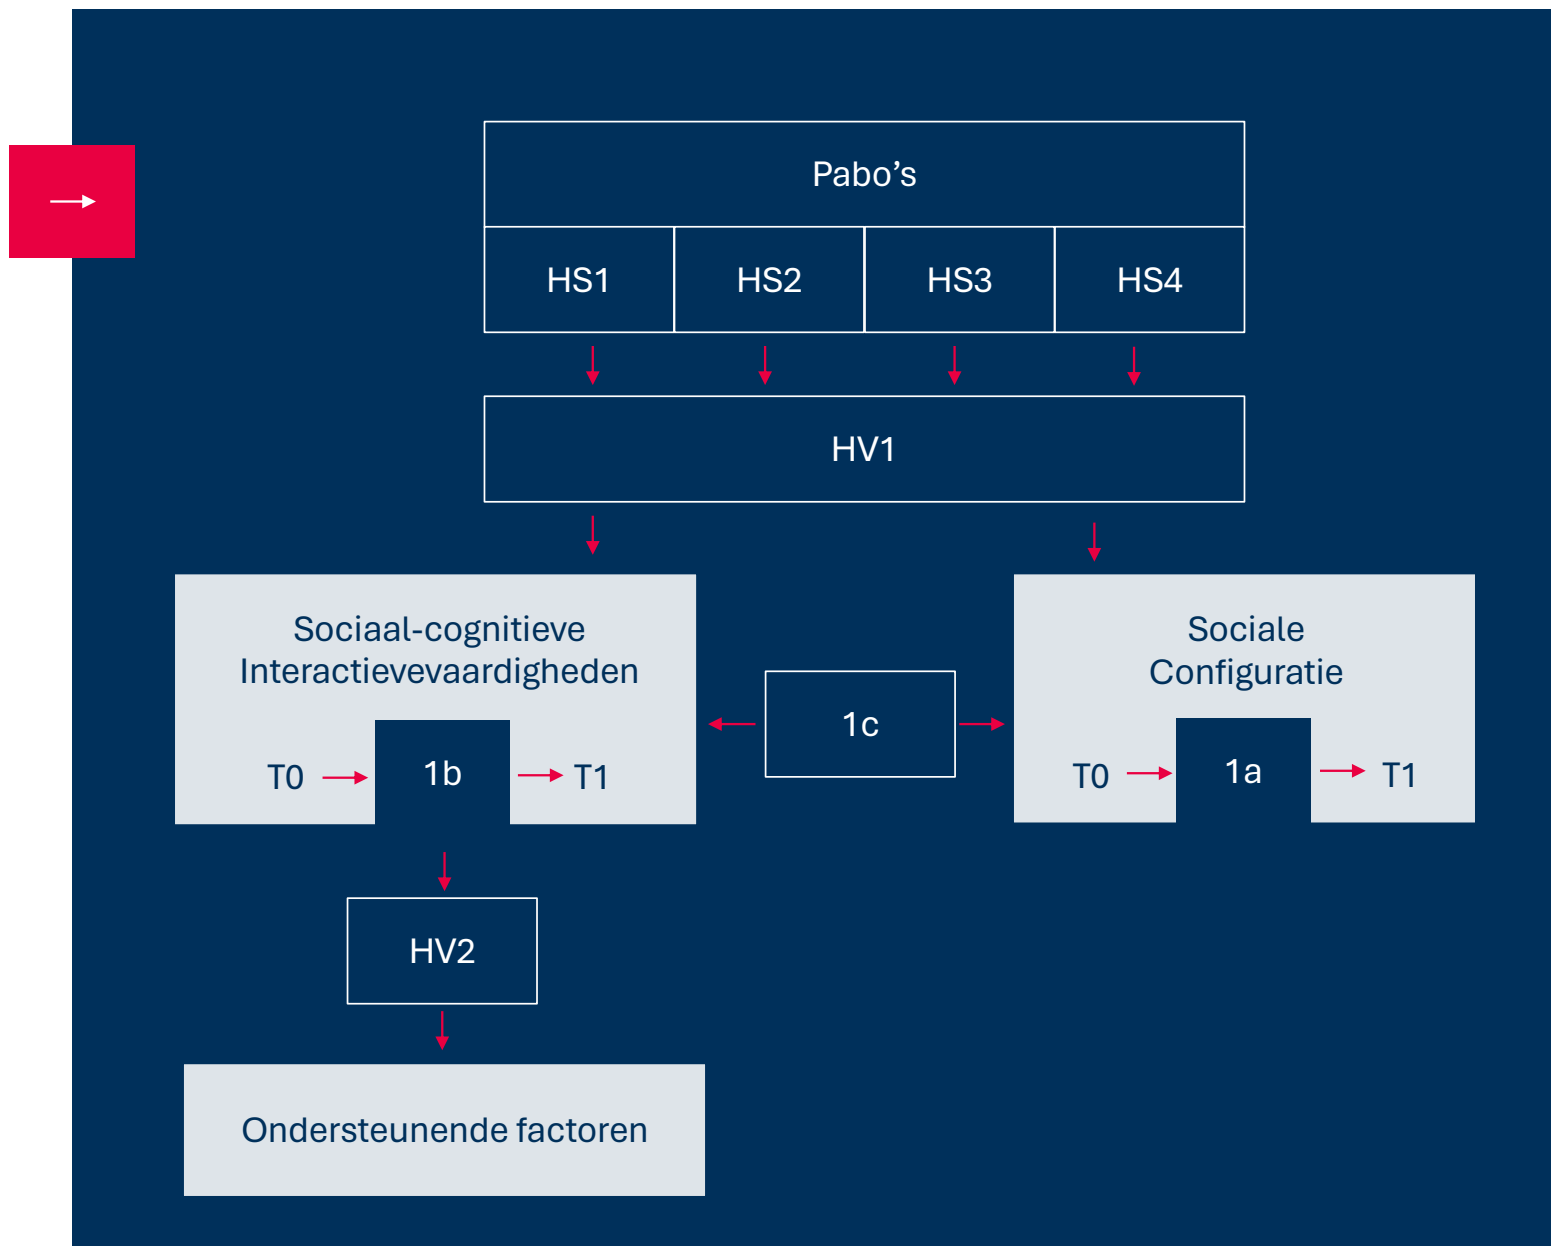 Pabo’s
HS1
HS2
HS3
HS4
HV1
Sociaal-cognitieve
Interactievevaardigheden
T0
1b
T1
1c
Sociale
Configuratie
T0
1a
T1
HV2
Ondersteunende factoren